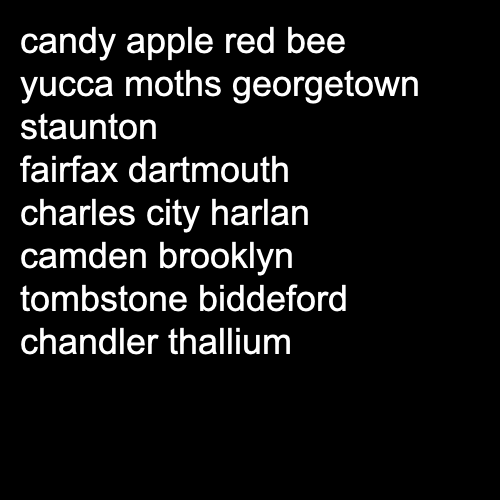 candy apple red bee
yucca moths georgetown
staunton
fairfax dartmouth
charles city harlan
camden brooklyn
tombstone biddeford
chandler thallium